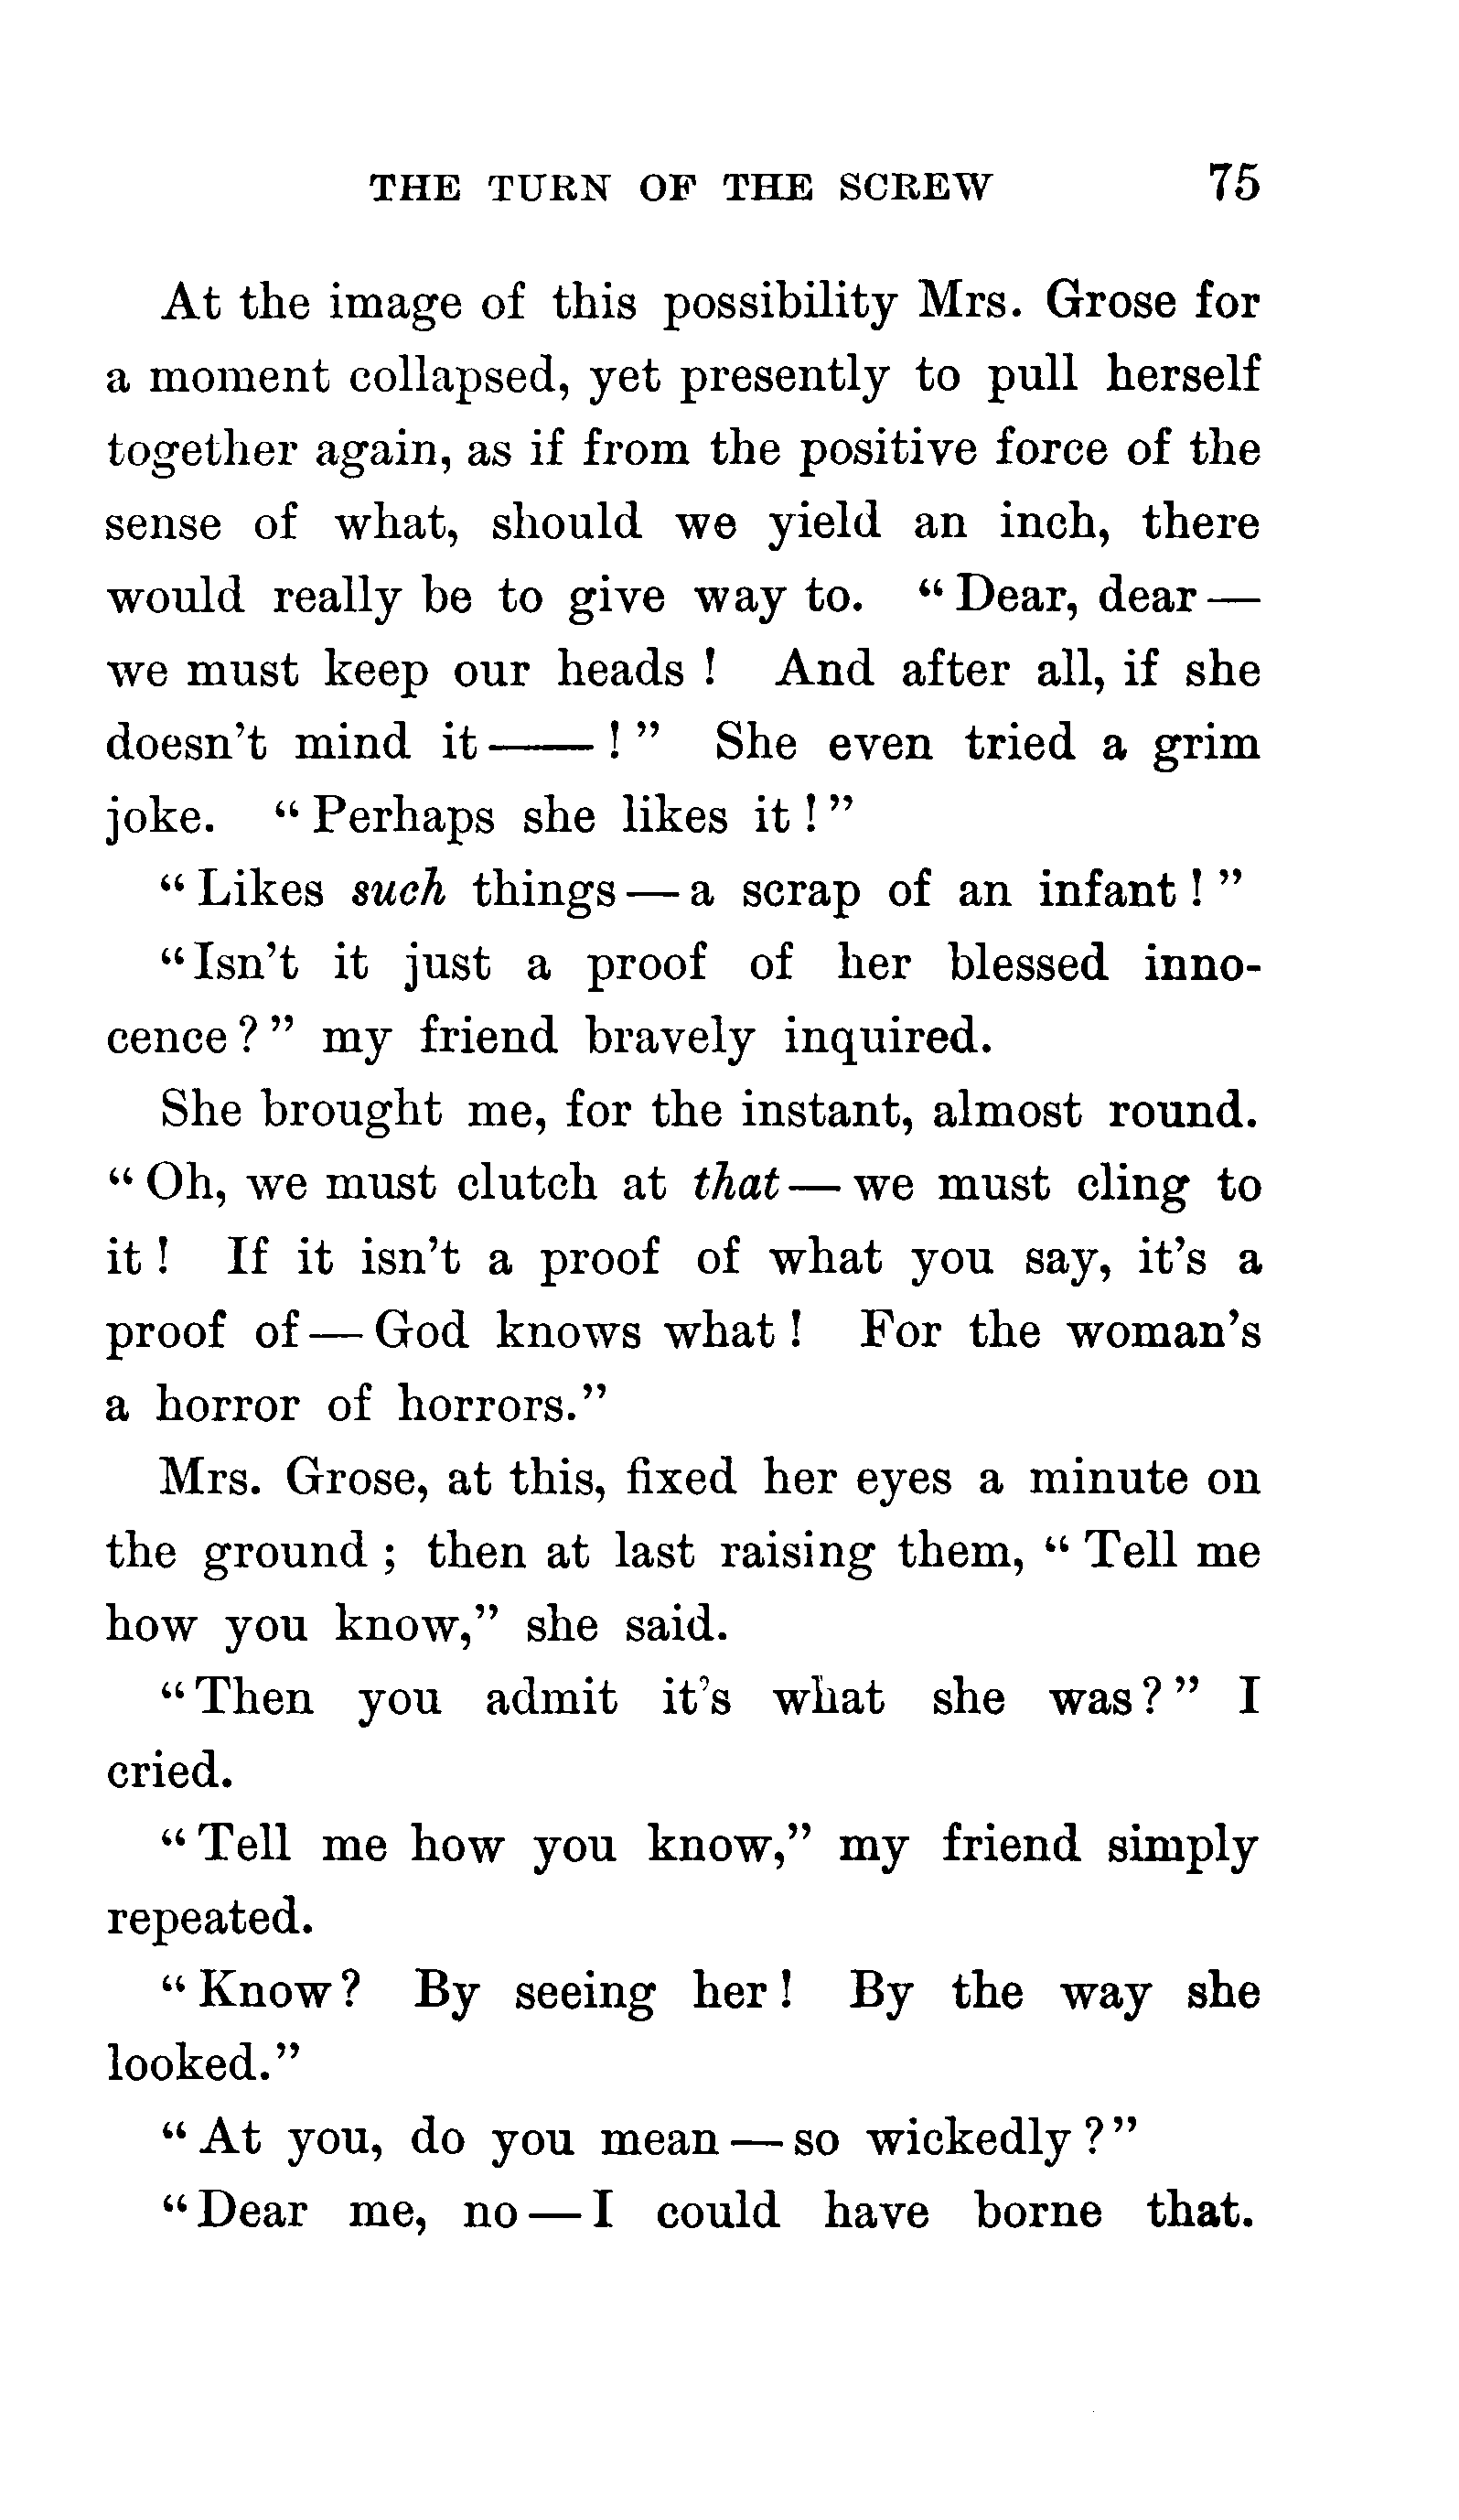 THE TURN OF THE SCREW 75
At the image of this possibility Mrs. Grose for
a moment collapsed, yet presently to pull herself
together again, as if from the positive force of the
sense of what, should we yield an inch, there
would really be to give way to. “Dear, dear—
we must keep our heads! And after all, if she
doesn’t mind it——!” She even tried a grim
joke. “Perhaps she likes it!”
“Likes such things—a scrap of an infant!”
“Isn’t it just a proof of her blessed inno-
cence?” my friend bravely inquired.
She brought me, for the instant, almost round.
“Oh, we must clutch at that—we must cling to
it! If it isn’t a proof of what you say, it’s a
proof of—God knows what! For the woman’s
a horror of horrors.”
Mrs. Grose, at this, fixed her eyes a minute on
the ground; then at last raising them, “Tell me
how you know,” she said.
“Then you admit it’s what she was?” I
cried.
“Tell me how you know,” my friend simply
repeated.
“Know? By seeing her! By the way she
looked.”
“At you, do you mean—so wickedly?”
“Dear me, no—I could have borne that.